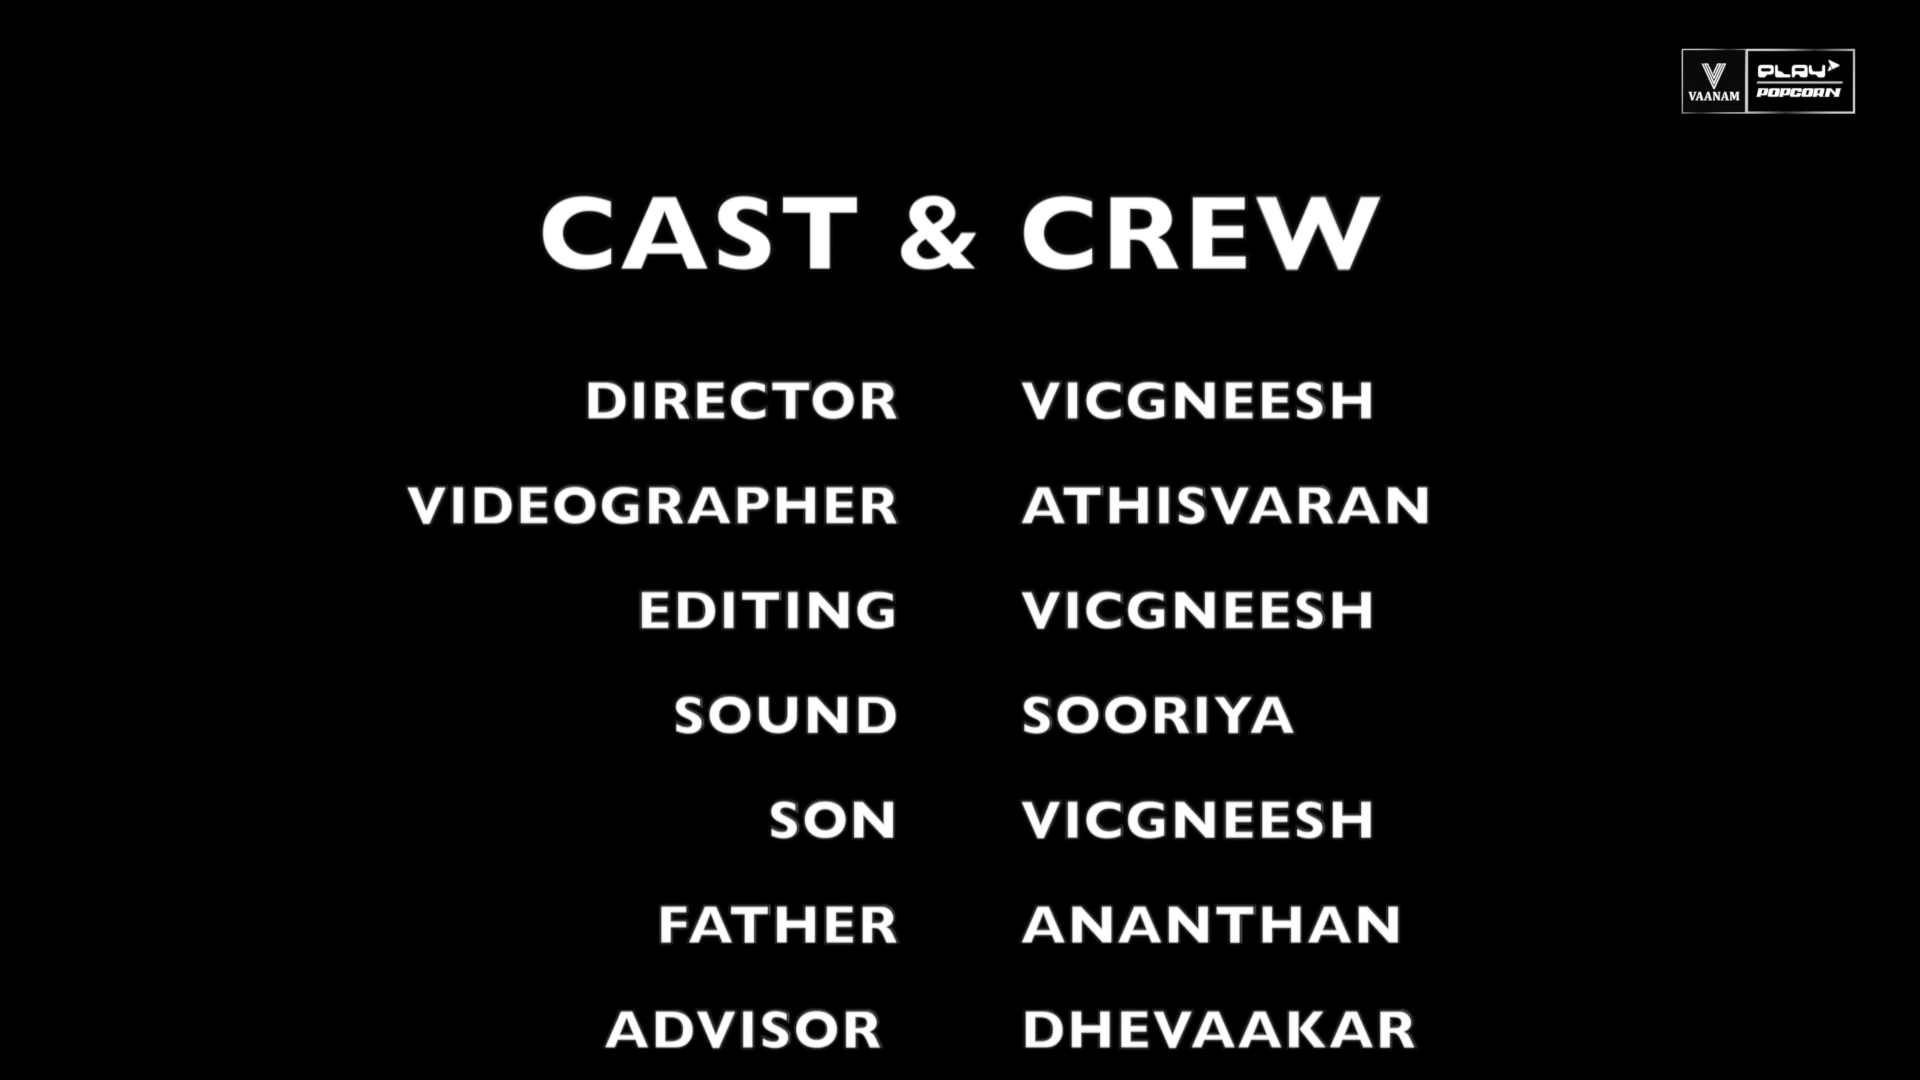 VAANAM
PLAY
POPCORN
CAST & CREW
DIRECTOR VICGNEESH
VIDEOGRAPHER ATHISVARAN
EDITING VICGNEESH
SOUND SOORIYA
SON VICGNEESH
FATHER ANANTHAN
ADVISOR DHEVAAKAR